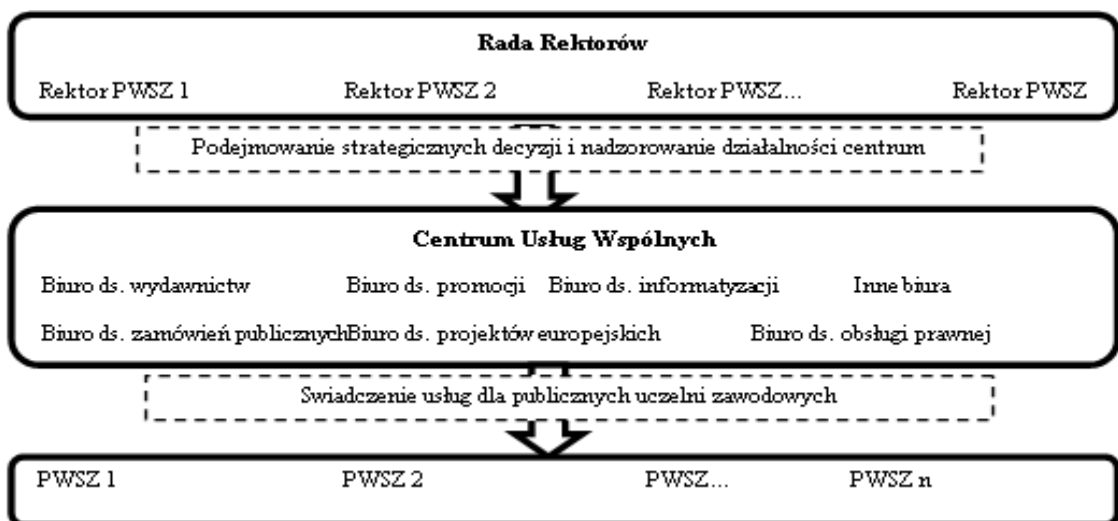 Rada Rektorów
Rektor PWSZ 1 Rektor PWSZ 2 Rektor PWSZ... Rektor PWSZ
Podejmowanie strategicznych decyzji i nadzorowanie działalności centrum
Centrum Usług Wspólnych
Biuro ds. wydawnictw Biuro ds. promocji Biuro ds. informatyzacji Inne biura
Biuro ds. zamówień publicznych Biuro ds. projektów europejskich Biuro ds. obsługi prawnej
Swiadczenie usług dla publicznych uczelni zawodowych
PWSZ 1 PWSZ 2 PWSZ... PWSZ n